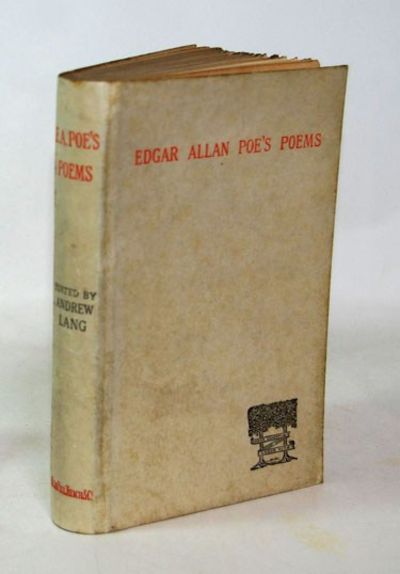 E.A. POE'S
POEMS
EDITED BY
ANDREW
LANG
EDGAR ALLAN POE'S POEMS